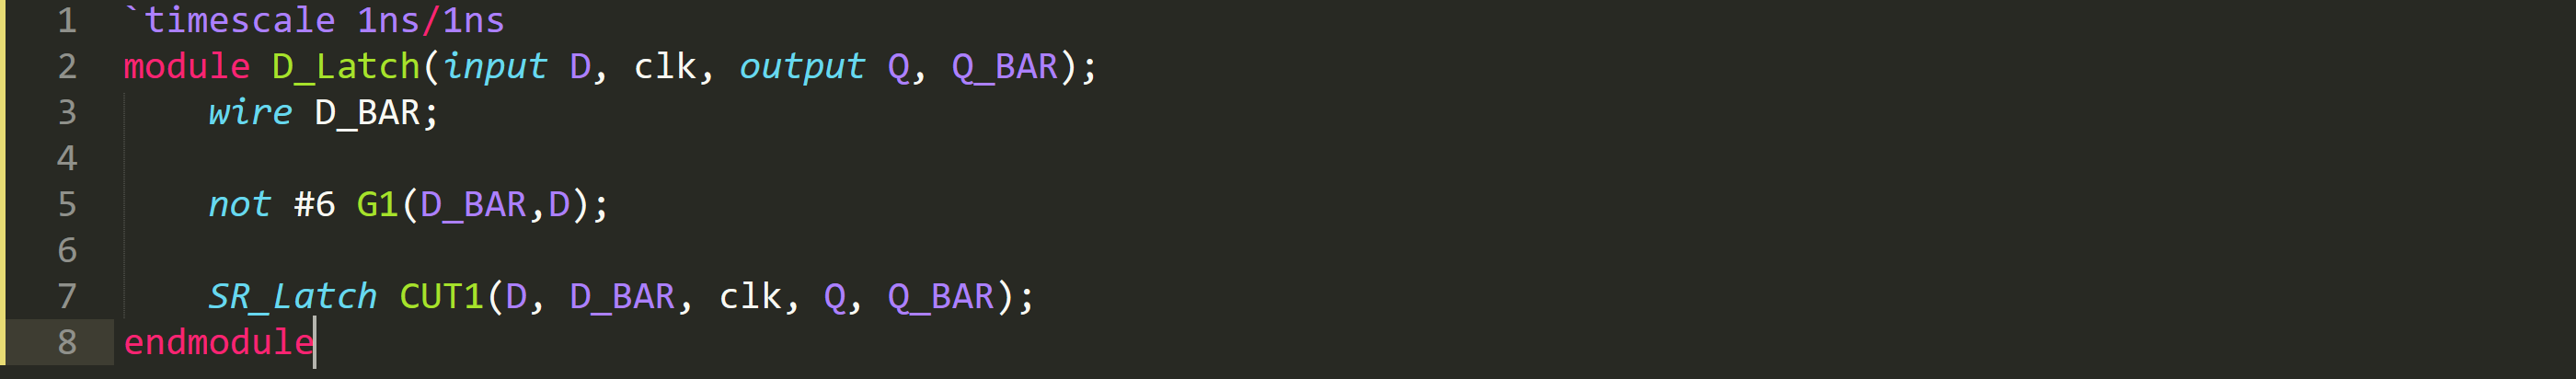 1 `timescale 1ns/1ns
2 module D_Latch(input D, clk, output Q, Q_BAR);
3 wire D_BAR;
4
5 not #6 G1(D_BAR,D);
6
7 SR_Latch CUT1(D, D_BAR, clk, Q, Q_BAR);
8 endmodule